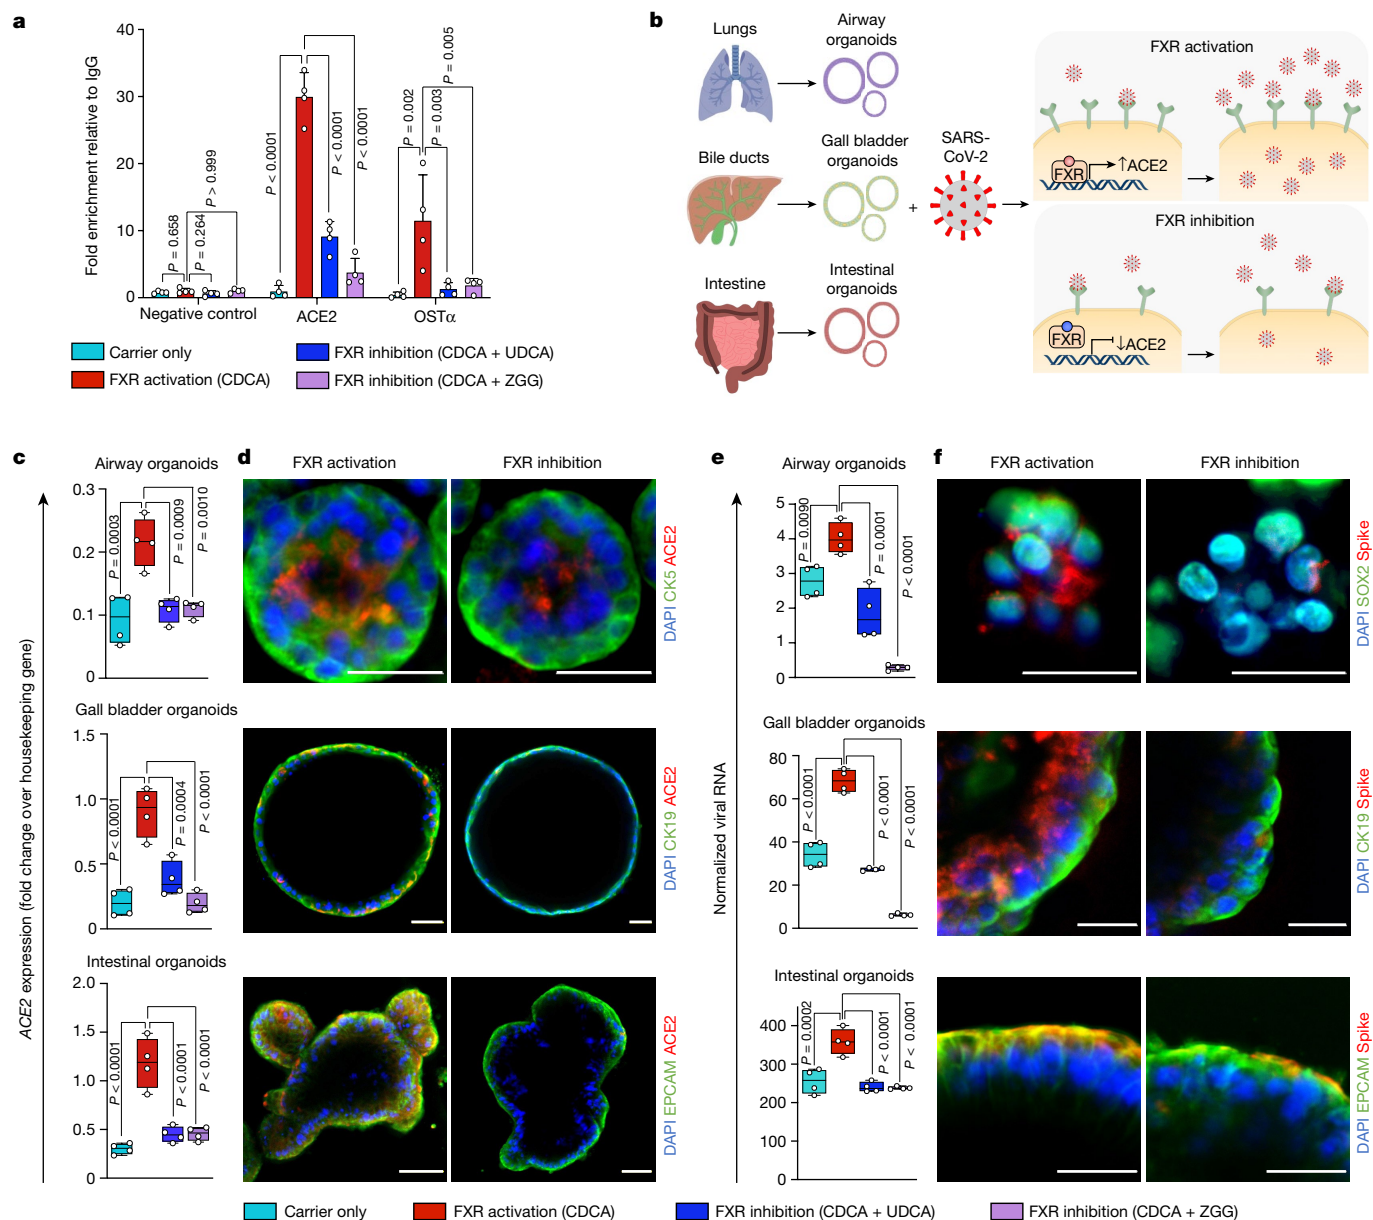 a
Fold enrichment relative to IgG
40
30
20
10
0
P = 0.658
P = 0.264
P > 0.999
P < 0.0001
P < 0.0001
P < 0.0001
P = 0.002
P = 0.003
P = 0.005
Negative control
ACE2
OSTα
Carrier only
FXR activation (CDCA)
FXR inhibition (CDCA + UDCA)
FXR inhibition (CDCA + ZGG)
b
Lungs
Airway
organoids
Bile ducts
Gall bladder
organoids
Intestine
Intestinal
organoids
+
SARS-
CoV-2
FXR activation
FXR
↑ACE2
FXR inhibition
FXR
↓ACE2
c
ACE2 expression (fold change over housekeeping gene)
Airway organoids
0.3
0.2
0.1
0
P = 0.0003
P = 0.0009
P = 0.0010
Gall bladder organoids
1.5
1.0
0.5
0
P < 0.0001
P = 0.0004
P < 0.0001
Intestinal organoids
2.0
1.5
1.0
0.5
0
P < 0.0001
P < 0.0001
P < 0.0001
d
FXR activation
FXR inhibition
DAPI CK5 ACE2
DAPI CK19 ACE2
DAPI EPCAM ACE2
e
Normalized viral RNA
Airway organoids
5
4
3
2
1
0
P = 0.0090
P = 0.0001
P < 0.0001
Gall bladder organoids
80
60
40
20
0
P < 0.0001
P < 0.0001
P < 0.0001
Intestinal organoids
400
300
200
100
0
P = 0.0002
P < 0.0001
P < 0.0001
f
FXR activation
FXR inhibition
DAPI SOX2 Spike
DAPI CK19 Spike
DAPI EPCAM Spike
Carrier only
FXR activation (CDCA)
FXR inhibition (CDCA + UDCA)
FXR inhibition (CDCA + ZGG)